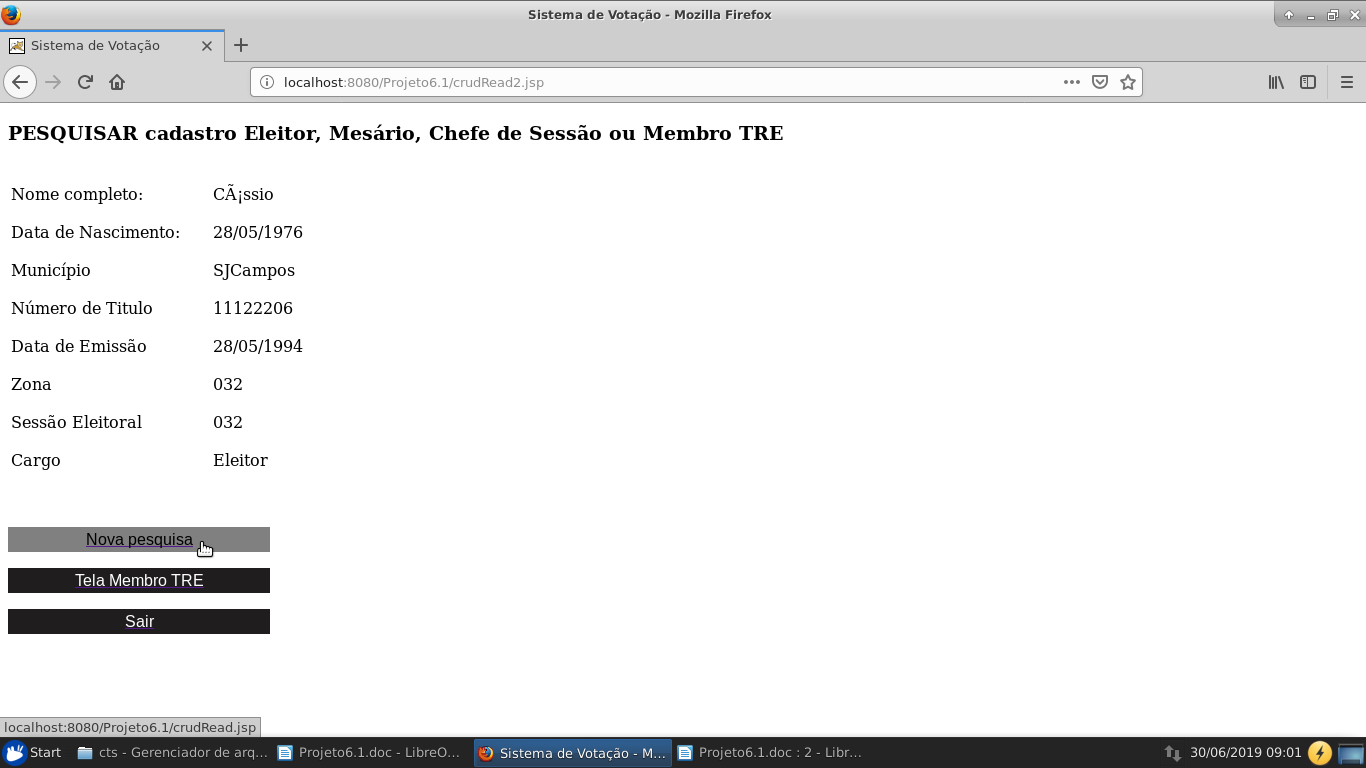 Sistema de Votação - Mozilla Firefox
Sistema de Votação
localhost:8080/Projeto6.1/crudRead2.jsp
PESQUISAR cadastro Eleitor, Mesário, Chefe de Sessão ou Membro TRE
Nome completo: CÃ¡ssio
Data de Nascimento: 28/05/1976
Município SJCampos
Número de Titulo 11122206
Data de Emissão 28/05/1994
Zona 032
Sessão Eleitoral 032
Cargo Eleitor
Nova pesquisa
Tela Membro TRE
Sair
localhost:8080/Projeto6.1/crudRead.jsp
Start cts - Gerenciador de arq... Projeto6.1.doc - LibreO... Sistema de Votação - M... Projeto6.1.doc : 2 - Libr... 30/06/2019 09:01